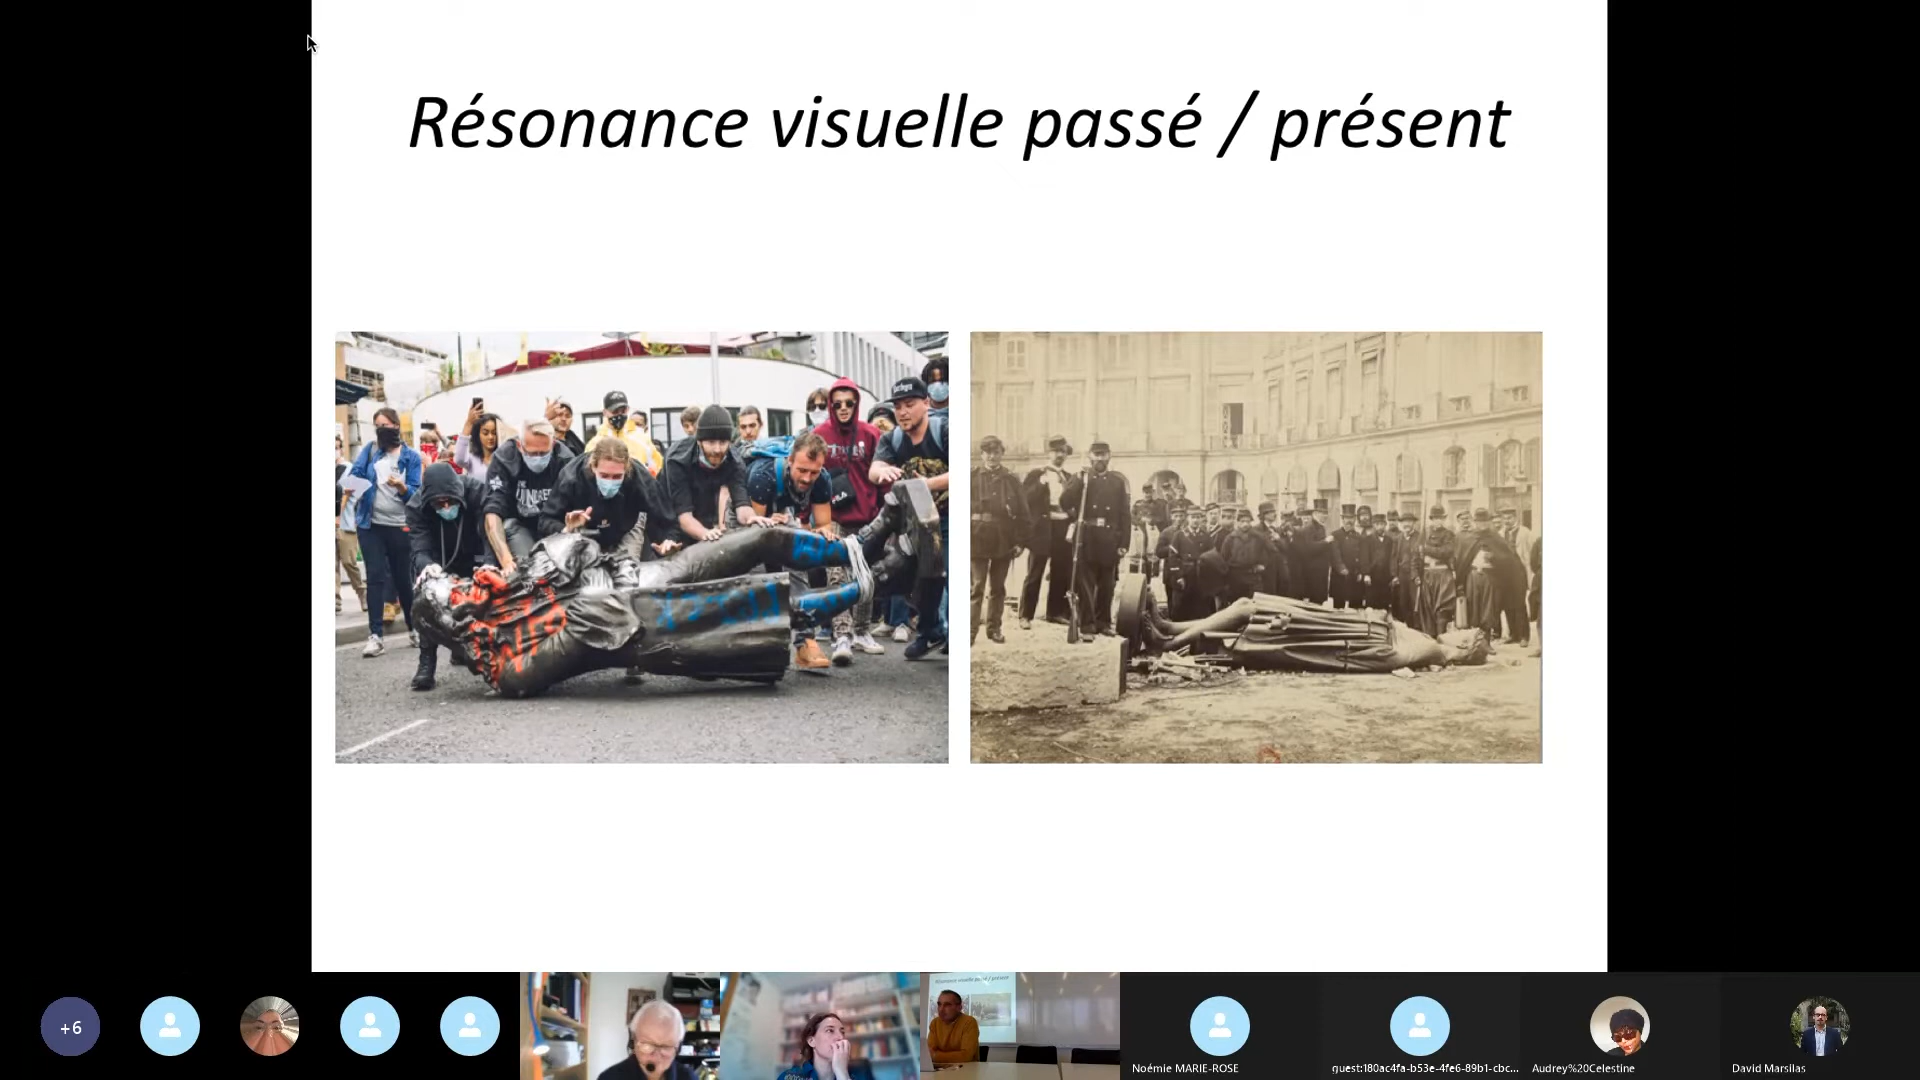 Résonance visuelle passé / présent
+6
Noémie MARIE-ROSE
guest:180ac4fa-b53e-4fe6-89b1-cbc...
Audrey%20Celestine
David Marsilas